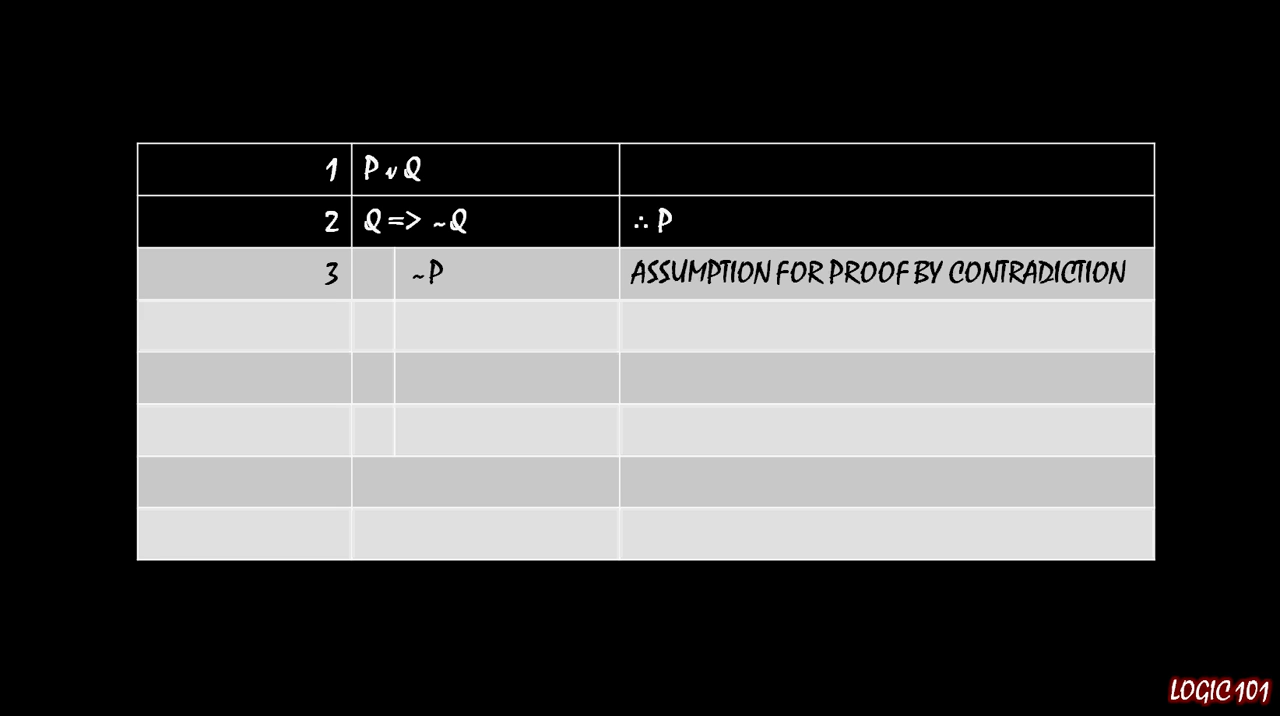 1 P v Q
2 Q => ~Q ∴ P
3 ~P ASSUMPTION FOR PROOF BY CONTRADICTION
LOGIC 101